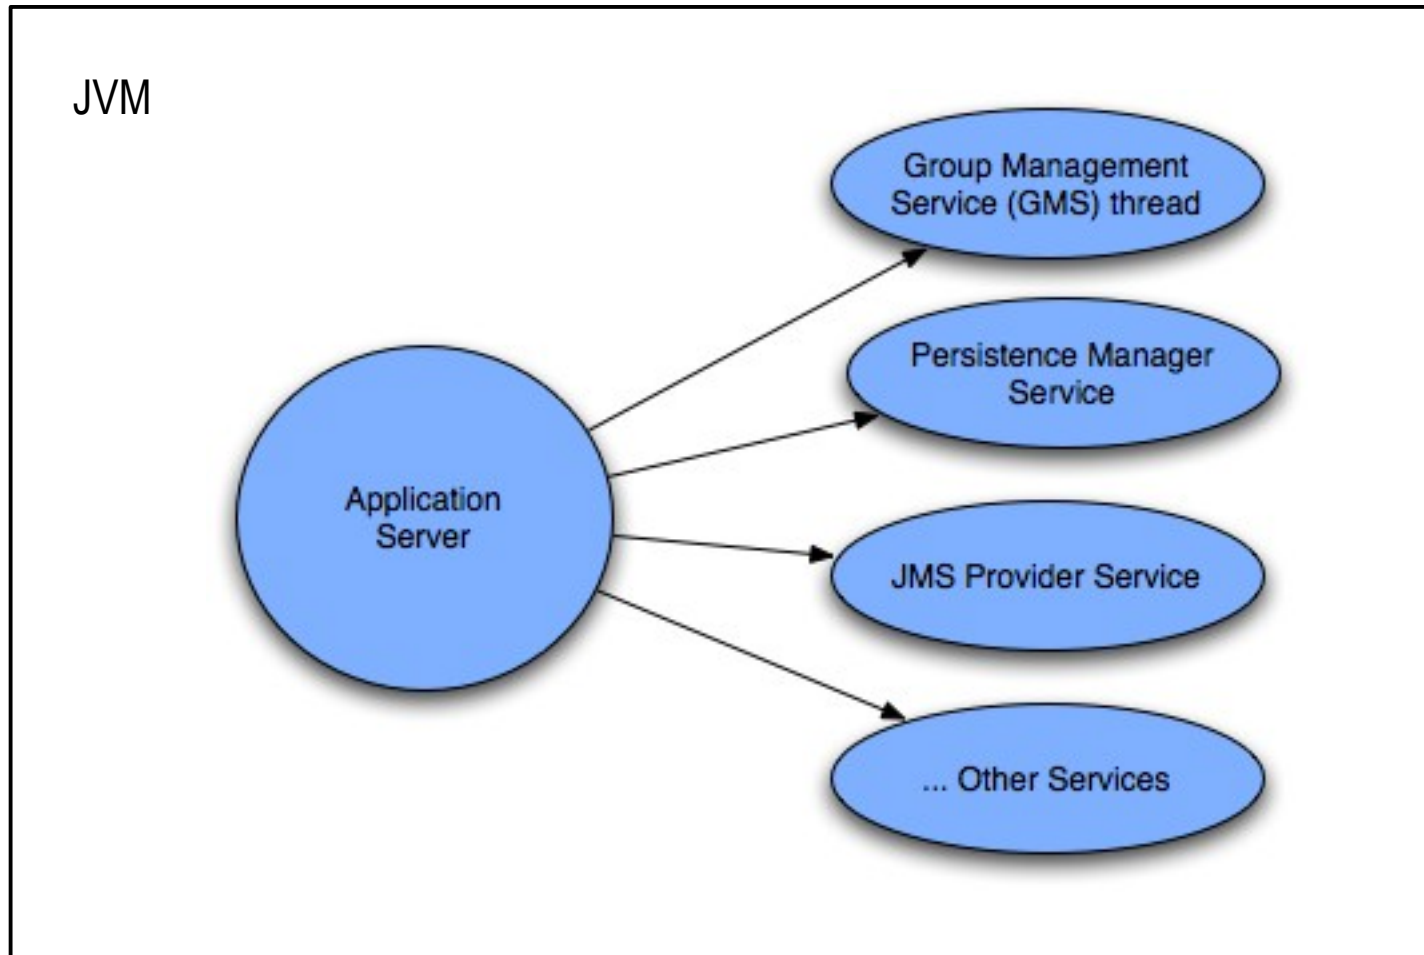 JVM
Group Management
Service (GMS) thread
Persistence Manager
Service
Application
Server
JMS Provider Service
... Other Services